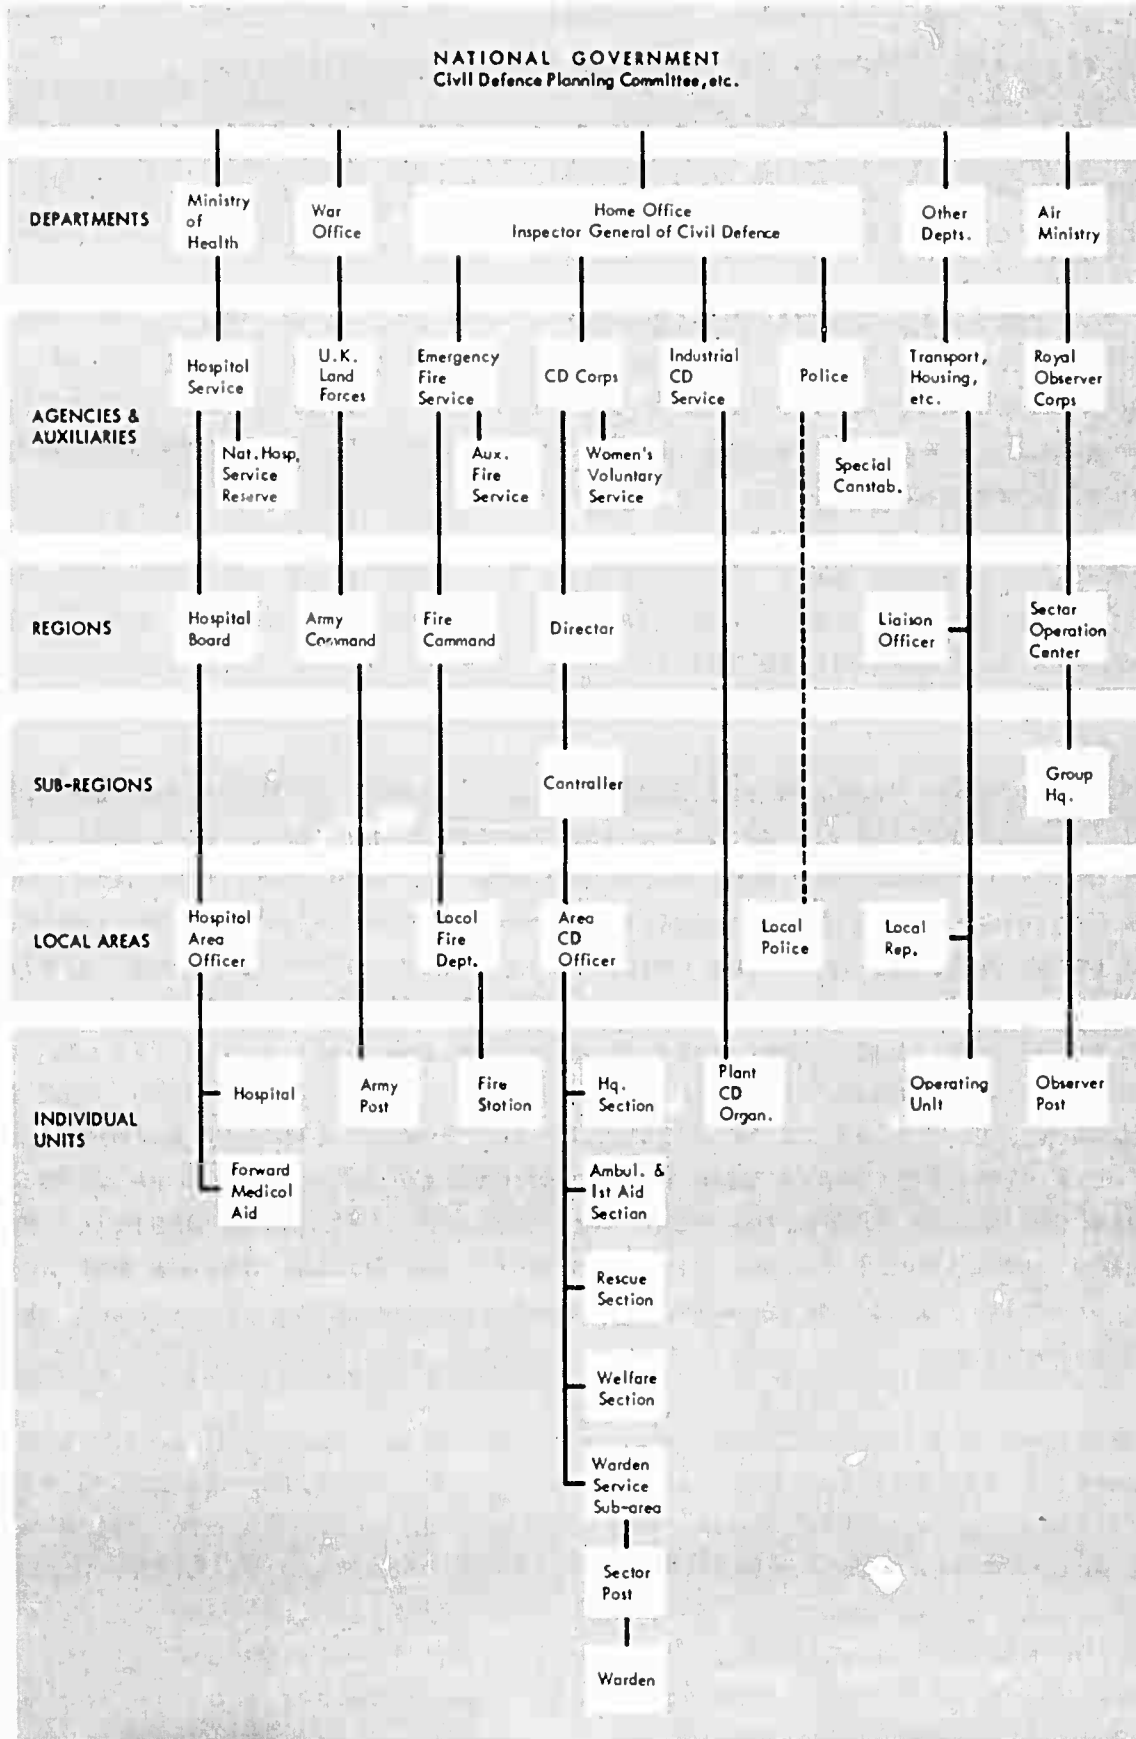 NATIONAL GOVERNMENT
Civil Defence Planning Committee, etc.
DEPARTMENTS
Ministry
of
Health
War
Office
Home Office
Inspector General of Civil Defence
Other
Depts.
Air
Ministry
AGENCIES &
AUXILIARIES
Hospital
Service
U.K.
Land
Forces
Emergency
Fire
Service
CD Corps
Industrial
CD
Service
Police
Transport,
Housing,
etc.
Royal
Observer
Corps
Nat. Hosp.
Service
Reserve
Aux.
Fire
Service
Women's
Voluntary
Service
Special
Constab.
REGIONS
Hospital
Board
Army
Command
Fire
Command
Director
Liaison
Officer
Sector
Operation
Center
SUB-REGIONS
Controller
Group
Hq.
LOCAL AREAS
Hospital
Area
Officer
Local
Fire
Dept.
Area
CD
Officer
Local
Police
Local
Rep.
INDIVIDUAL
UNITS
Hospital
Army
Post
Fire
Station
Hq.
Section
Plant
CD
Organ.
Operating
Unit
Observer
Post
Forward
Medical
Aid
Ambul. &
1st Aid
Section
Rescue
Section
Welfare
Section
Warden
Service
Sub-area
Sector
Post
Warden